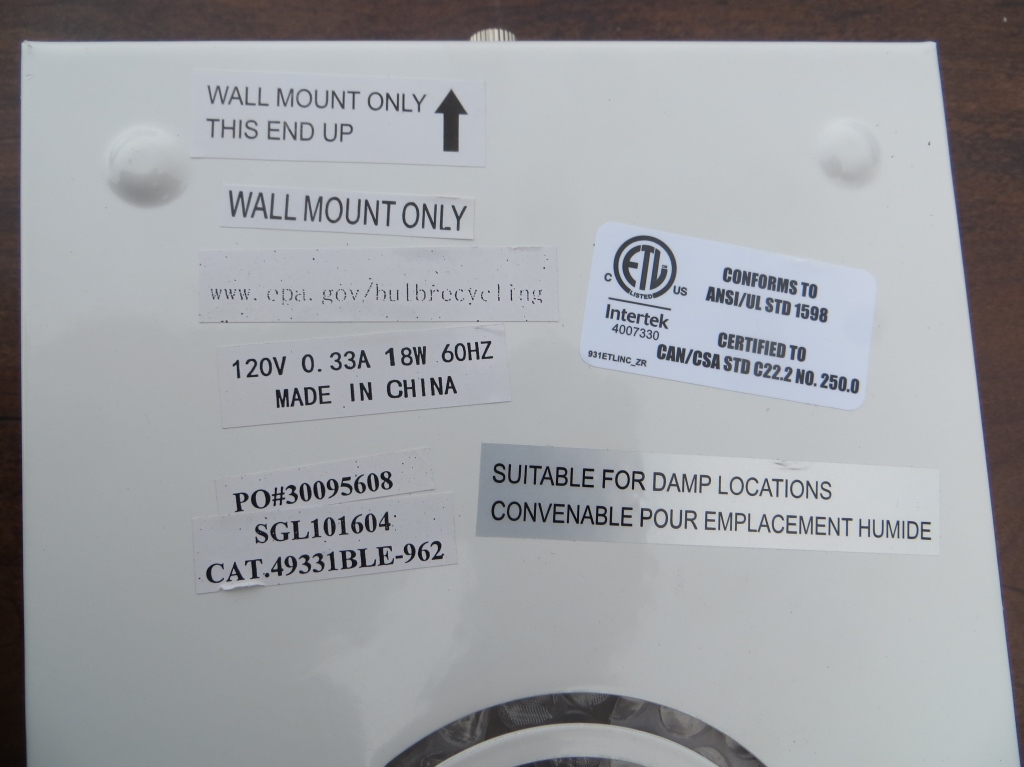 WALL MOUNT ONLY
THIS END UP
WALL MOUNT ONLY
www.epa.gov/bulbrecycling
120V 0.33A 18W 60HZ
MADE IN CHINA
PO#30095608
SGL101604
CAT.49331BLE-962
ETL
LISTED
C US
Intertek
4007330
931ETLINC_ZR
CONFORMS TO
ANSI/UL STD 1598
CERTIFIED TO
CAN/CSA STD C22.2 NO. 250.0
SUITABLE FOR DAMP LOCATIONS
CONVENABLE POUR EMPLACEMENT HUMIDE